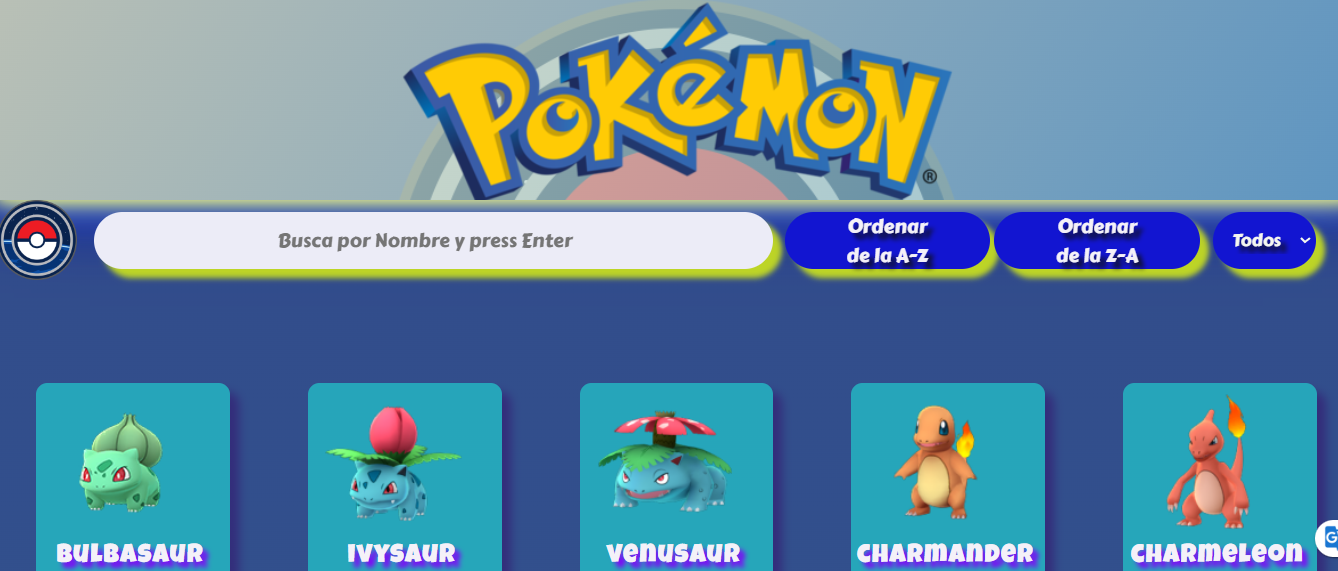 POKéMON
®
Busca por Nombre y press Enter
Ordenar
de la A-Z
Ordenar
de la Z-A
Todos
BULBASAUR
IVYSAUR
VENUSAUR
CHARMANDER
CHARMELEON
G